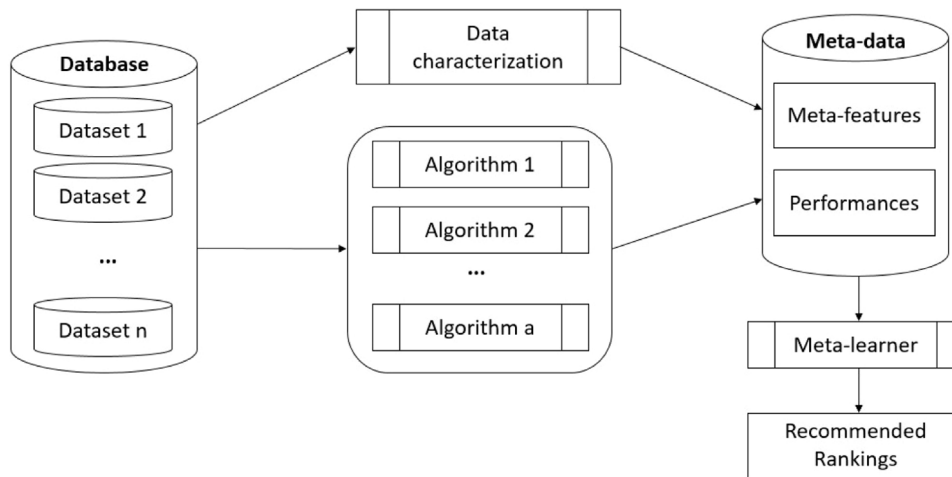 Database
Dataset 1
Dataset 2
...
Dataset n
Data
characterization
Algorithm 1
Algorithm 2
...
Algorithm a
Meta-data
Meta-features
Performances
Meta-learner
Recommended
Rankings